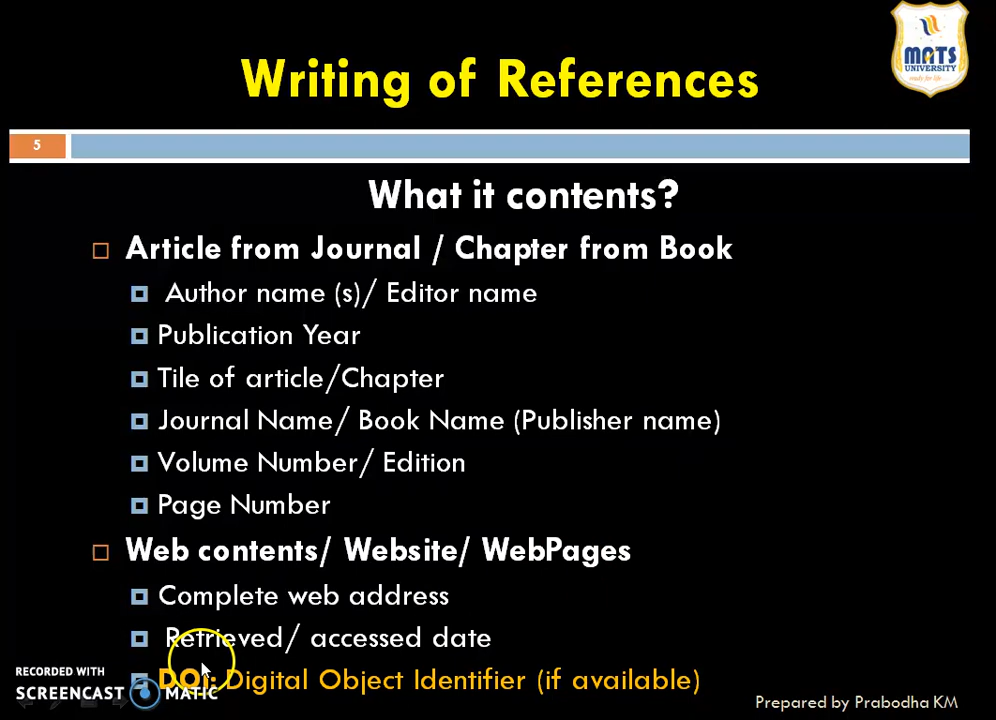 Writing of References
MATS
UNIVERSITY
ready for life...
5
What it contents?
Article from Journal / Chapter from Book
Author name (s)/ Editor name
Publication Year
Tile of article/Chapter
Journal Name/ Book Name (Publisher name)
Volume Number/ Edition
Page Number
Web contents/ Website/ WebPages
Complete web address
Retrieved/ accessed date
DOi: Digital Object Identifier (if available)
RECORDED WITH
SCREENCAST MATIC
Prepared by Prabodha KM